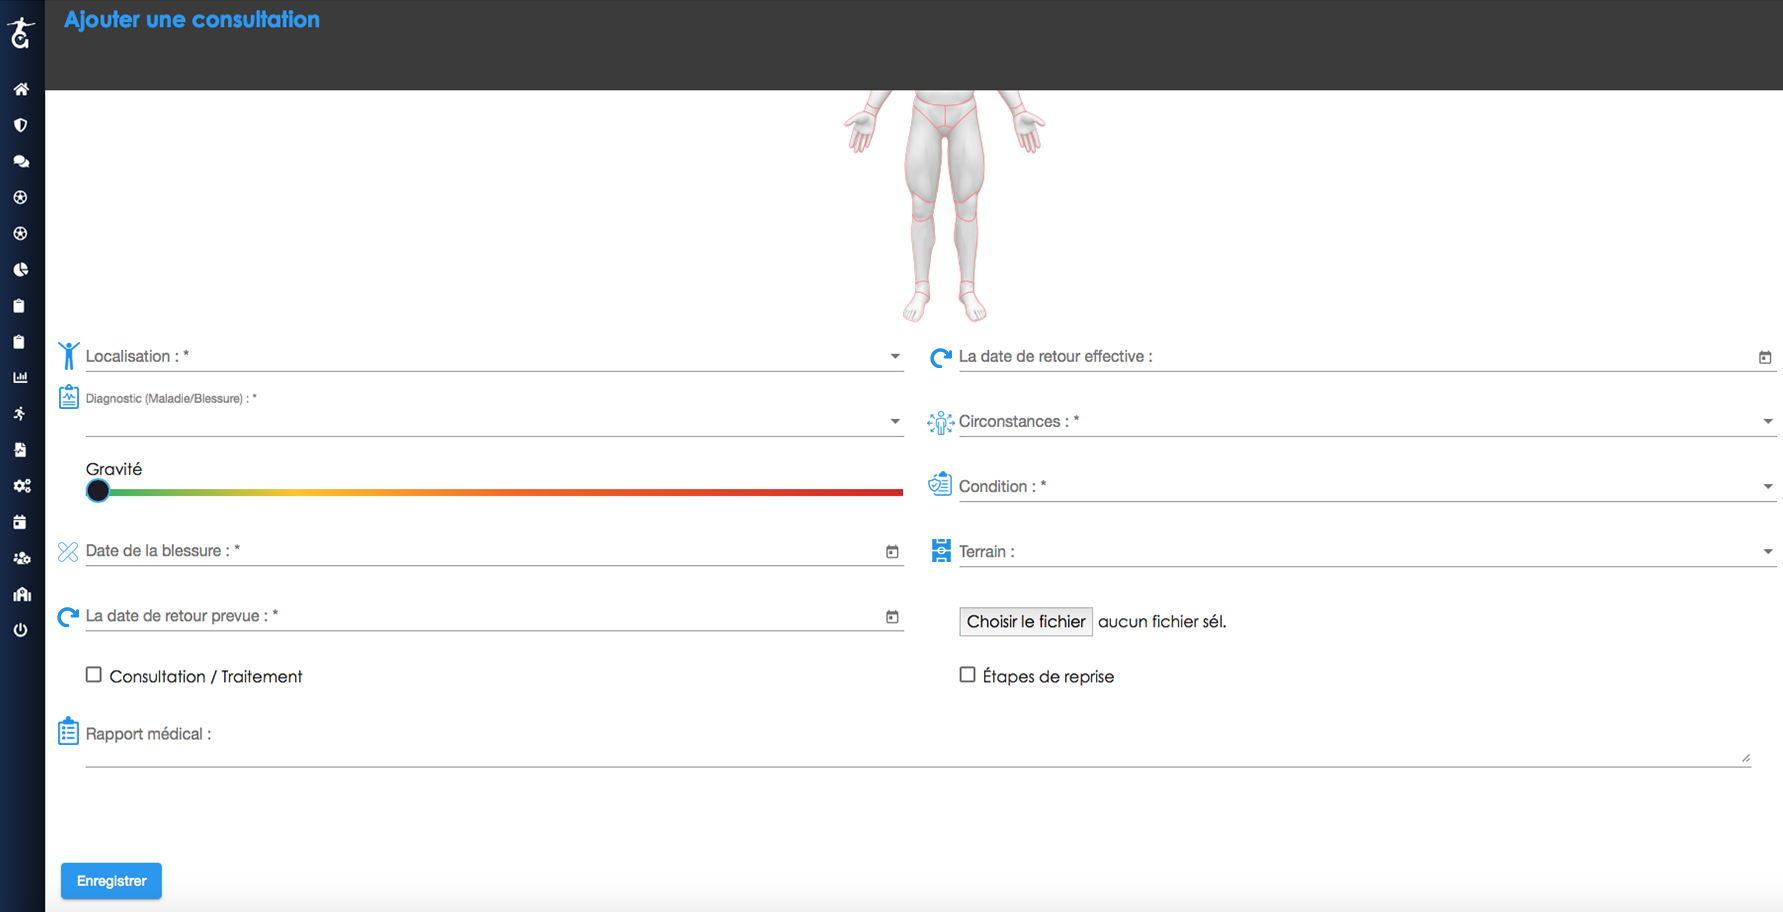 Ajouter une consultation
Localisation : *
La date de retour effective :
Diagnostic (Maladie/Blessure) : *
Circonstances : *
Gravité
Condition : *
Date de la blessure : *
Terrain :
La date de retour prevue : *
Choisir le fichier aucun fichier sél.
Consultation / Traitement
Étapes de reprise
Rapport médical :
Enregistrer